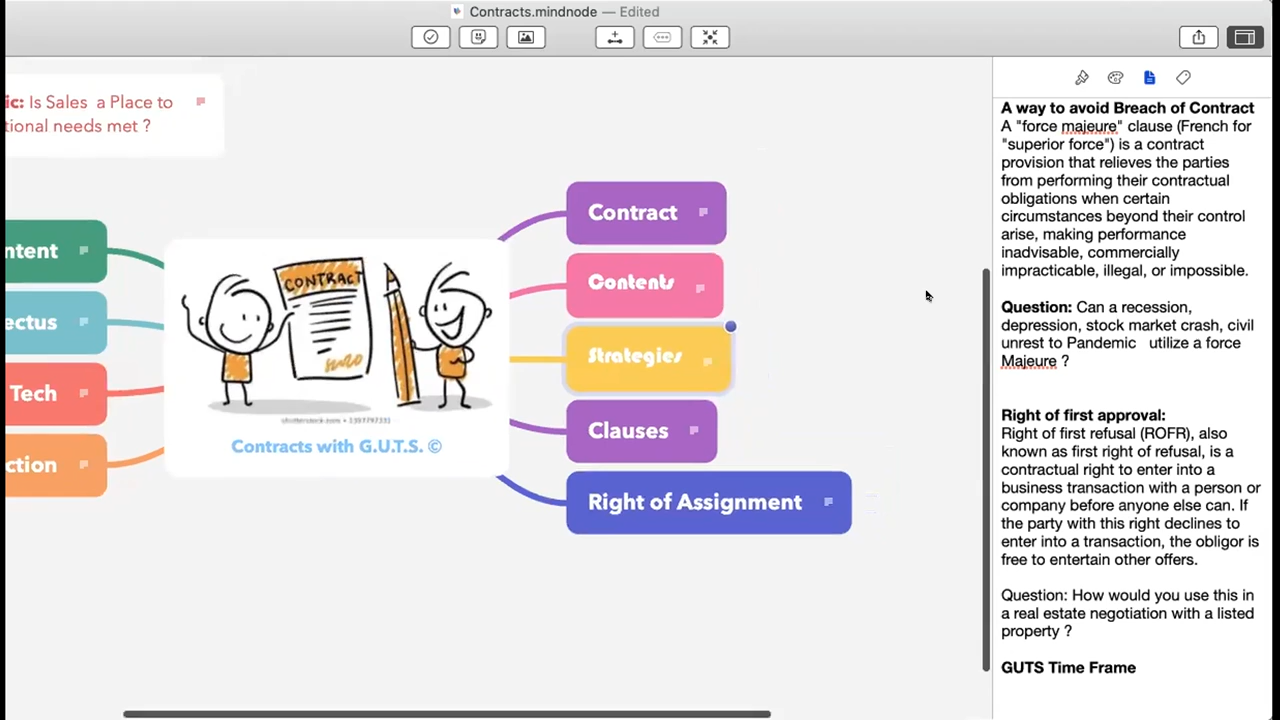 Contracts.mindnode — Edited
ic: Is Sales a Place to
tional needs met ?
ntent
ectus
Tech
ction
CONTRACT
shutterstock.com • 1397797331
Contracts with G.U.T.S. ©
Contract
Contents
Strategies
Clauses
Right of Assignment
A way to avoid Breach of Contract
A "force majeure" clause (French for
"superior force") is a contract
provision that relieves the parties
from performing their contractual
obligations when certain
circumstances beyond their control
arise, making performance
inadvisable, commercially
impracticable, illegal, or impossible.
Question: Can a recession,
depression, stock market crash, civil
unrest to Pandemic utilize a force
Majeure ?
Right of first approval:
Right of first refusal (ROFR), also
known as first right of refusal, is a
contractual right to enter into a
business transaction with a person or
company before anyone else can. If
the party with this right declines to
enter into a transaction, the obligor is
free to entertain other offers.
Question: How would you use this in
a real estate negotiation with a listed
property ?
GUTS Time Frame